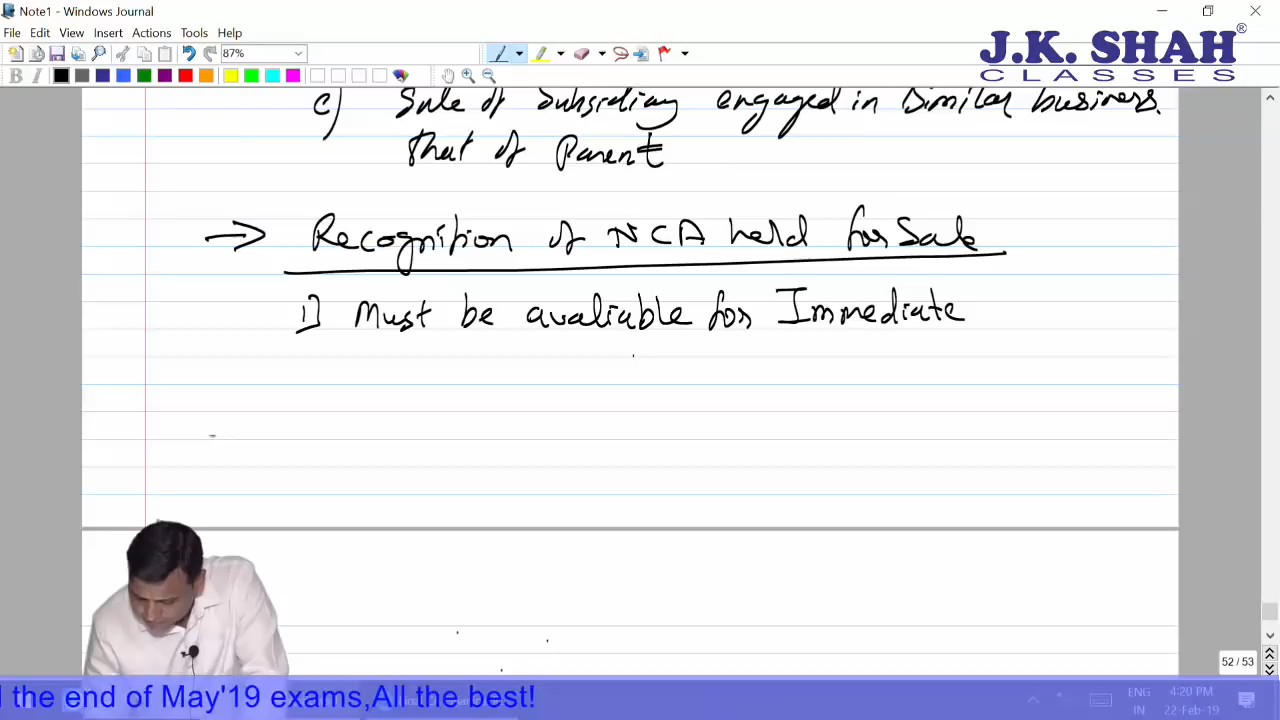 Note1 - Windows Journal
File Edit View Insert Actions Tools Help
87%
B I
J.K. SHAH®
CLASSES
c) Sale of Subsidiary engaged in Similar business
that of Parent
⇒ Recognition of NCA held for Sale
1) Must be avaliable for Immediate
52 / 53
d the end of May'19 exams,All the best!
ENG
IN
4:20 PM
22-Feb-19